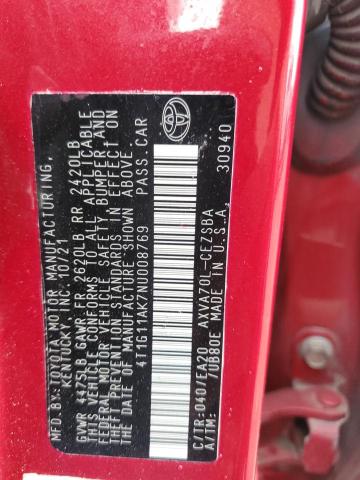 MFD.BY:TOYOTA MOTOR MANUFACTURING,
KENTUCKY, INC. 10/21
GVWR 4475LB GAWR FR 2620LB RR 2420LB
THIS VEHICLE CONFORMS TO ALL APPLICABLE
FEDERAL MOTOR VEHICLE SAFETY, BUMPER, AND
THEFT PREVENTION STANDARDS IN EFFECT ON
DATE OF MANUFACTURE SHOWN ABOVE.
4T1G11AK7NU008769 PASS.CAR
30940
C/TR:040/EA20 AXVA70L-CEZSBA
A/TM: 7UB80E MADE IN U.S.A.